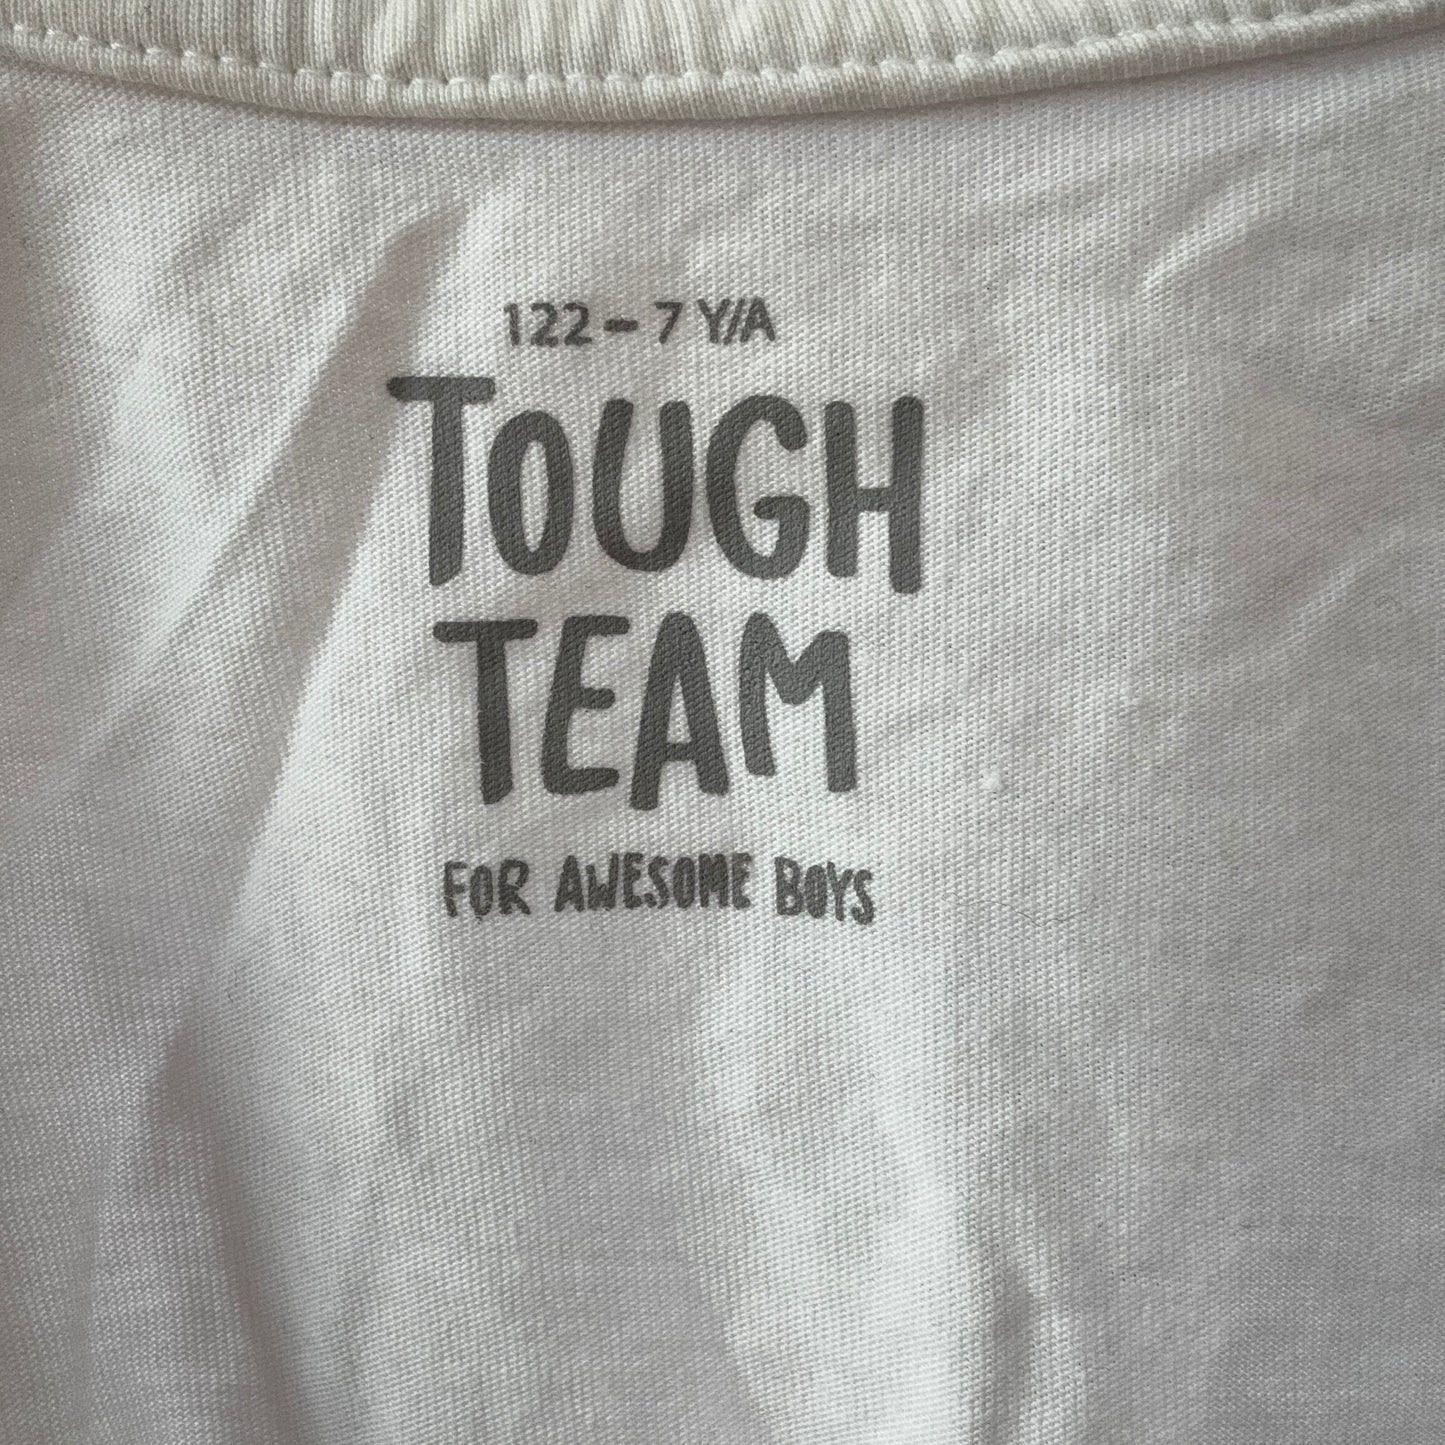 122 – 7 Y//A
TOUGH
TEAM
FOR AWESOME BOYS